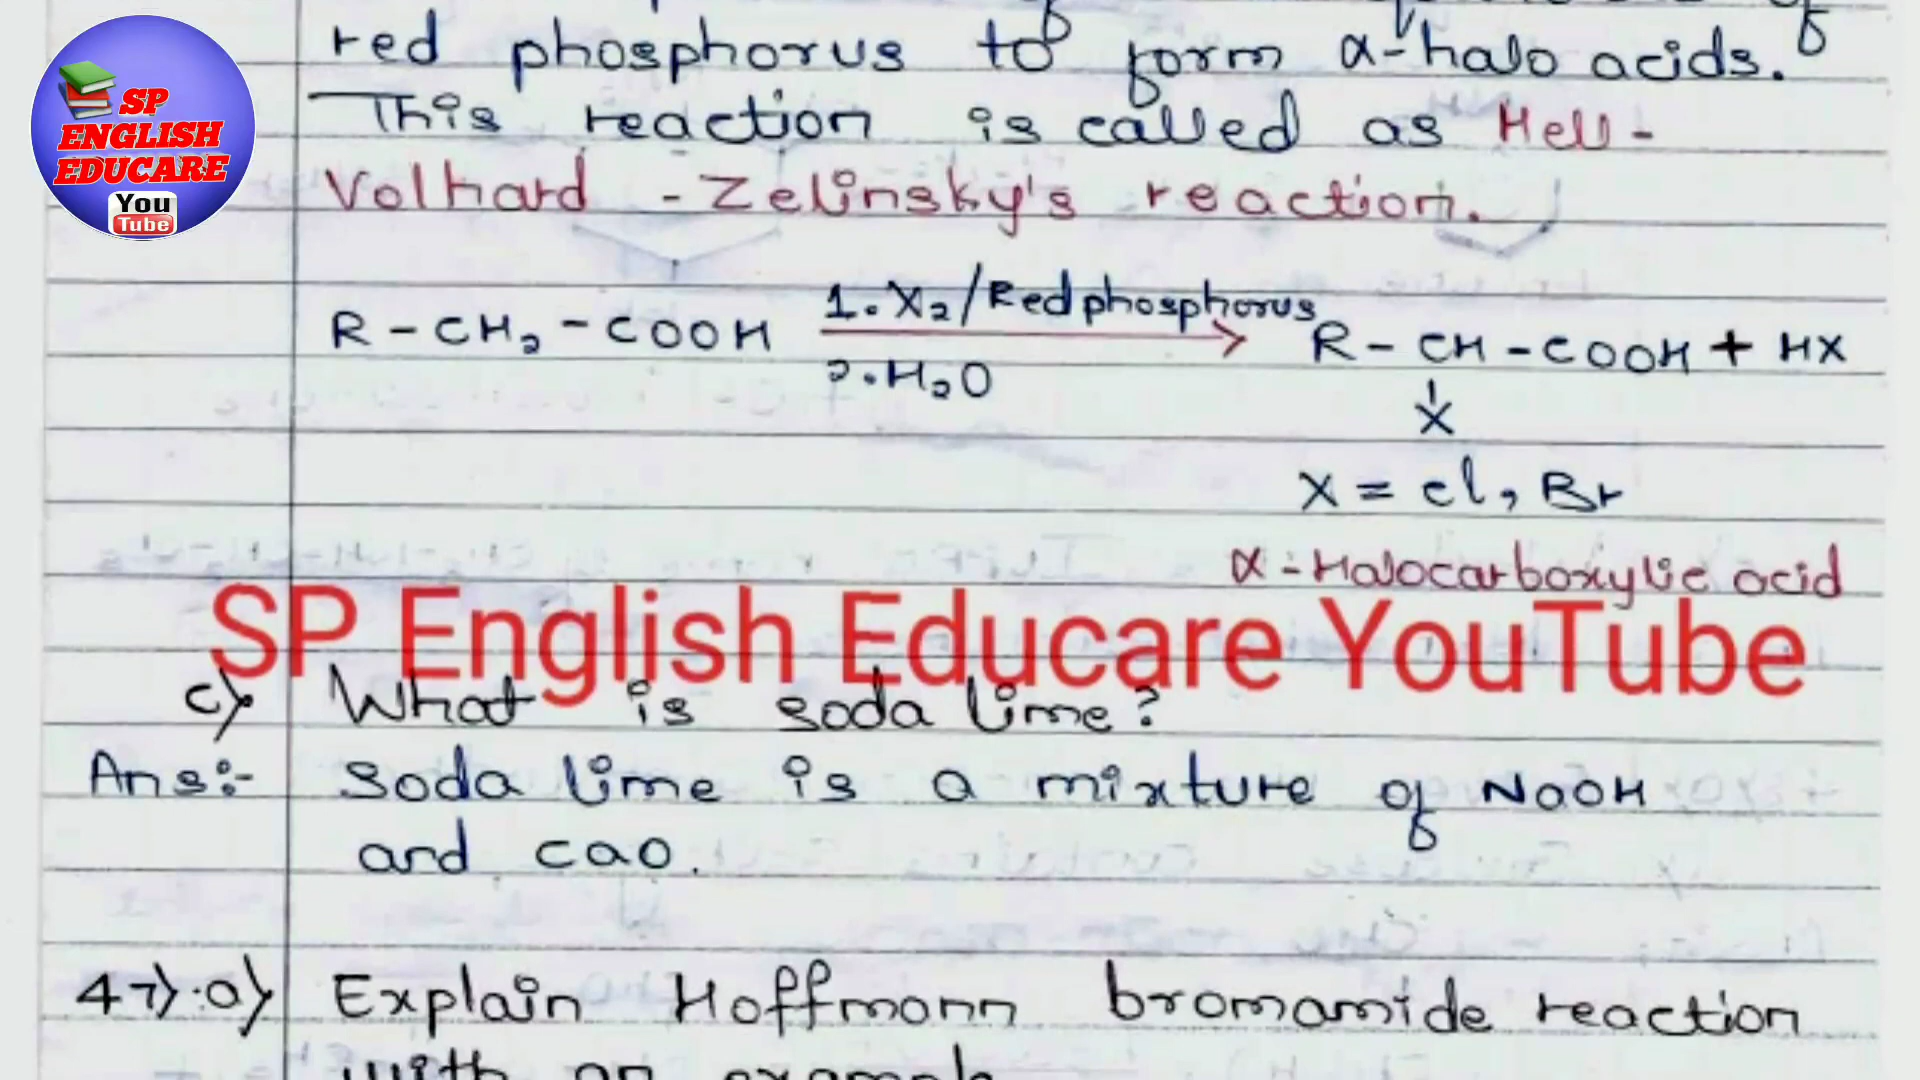 SP
ENGLISH
EDUCARE
You
Tube
red phosphorus to form α-halo acids.
This reaction is called as Hell-
Volhard - Zelinsky's reaction.
R - CH₂ - COOH 1. X₂/Red phosphorus R - CH - COOH + HX
2. H₂O
X
X = Cl, Br
α - Halocarboxylic acid
SP English Educare YouTube
c) What is soda lime?
Ans:- Soda lime is a mixture of NaOH
and CaO.
47) a) Explain Hoffmann bromamide reaction
with an example